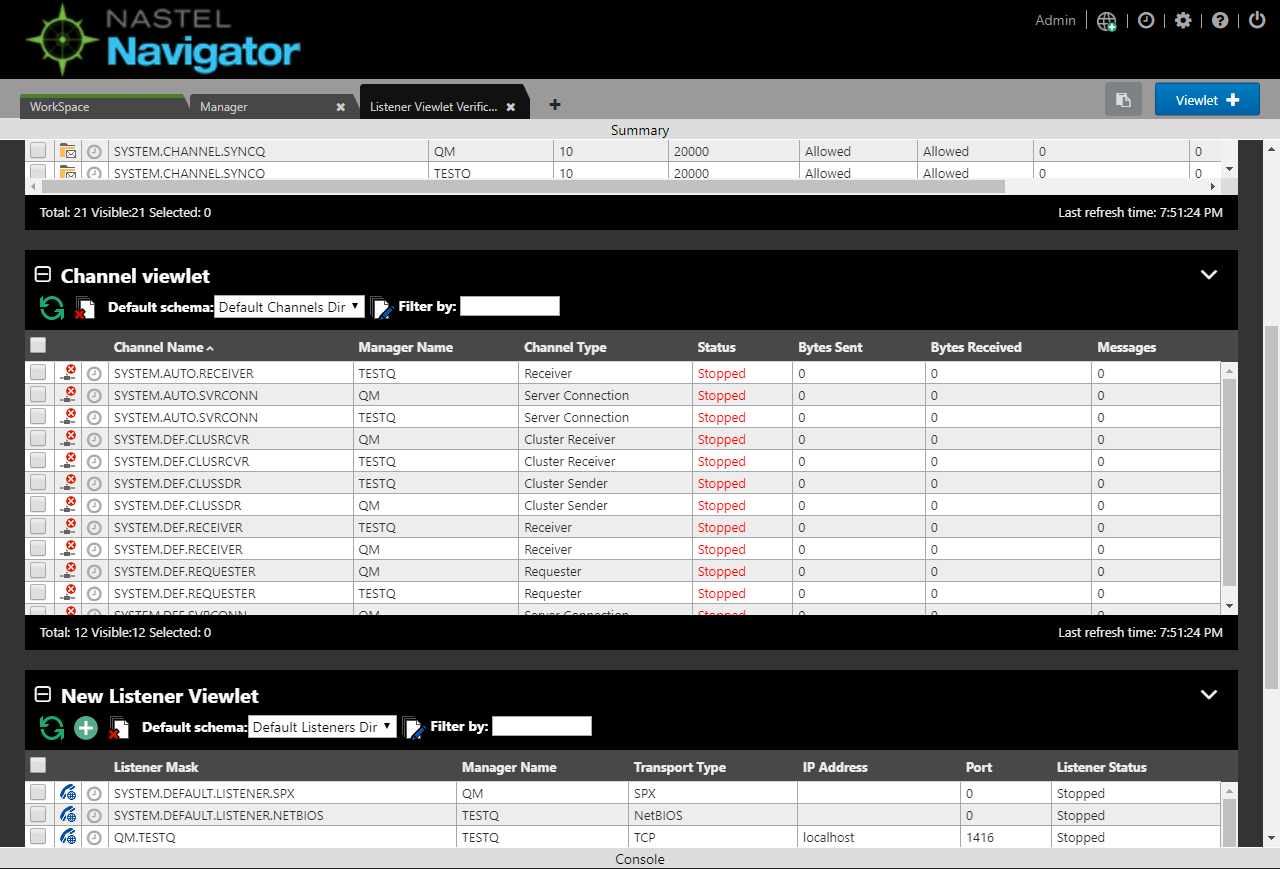 NASTEL
Navigator
Admin
WorkSpace Manager Listener Viewlet Verific... Viewlet
Summary
SYSTEM.CHANNEL.SYNCQ QM 10 20000 Allowed Allowed 0 0
SYSTEM.CHANNEL.SYNCQ TESTQ 10 20000 Allowed Allowed 0 0
Total: 21 Visible:21 Selected: 0 Last refresh time: 7:51:24 PM
Channel viewlet
Default schema: Default Channels Dir Filter by:
Channel Name Manager Name Channel Type Status Bytes Sent Bytes Received Messages
SYSTEM.AUTO.RECEIVER TESTQ Receiver Stopped 0 0 0
SYSTEM.AUTO.SVRCONN QM Server Connection Stopped 0 0 0
SYSTEM.AUTO.SVRCONN TESTQ Server Connection Stopped 0 0 0
SYSTEM.DEF.CLUSRCVR QM Cluster Receiver Stopped 0 0 0
SYSTEM.DEF.CLUSRCVR TESTQ Cluster Receiver Stopped 0 0 0
SYSTEM.DEF.CLUSSDR TESTQ Cluster Sender Stopped 0 0 0
SYSTEM.DEF.CLUSSDR QM Cluster Sender Stopped 0 0 0
SYSTEM.DEF.RECEIVER TESTQ Receiver Stopped 0 0 0
SYSTEM.DEF.RECEIVER QM Receiver Stopped 0 0 0
SYSTEM.DEF.REQUESTER QM Requester Stopped 0 0 0
SYSTEM.DEF.REQUESTER TESTQ Requester Stopped 0 0 0
SYSTEM.DEF.SVRCONN QM Server Connection Stopped 0 0 0
Total: 12 Visible:12 Selected: 0 Last refresh time: 7:51:24 PM
New Listener Viewlet
Default schema: Default Listeners Dir Filter by:
Listener Mask Manager Name Transport Type IP Address Port Listener Status
SYSTEM.DEFAULT.LISTENER.SPX QM SPX 0 Stopped
SYSTEM.DEFAULT.LISTENER.NETBIOS TESTQ NetBIOS 0 Stopped
QM.TESTQ TESTQ TCP localhost 1416 Stopped
Console